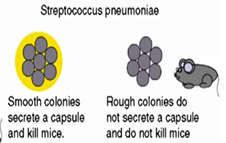 Streptococcus pneumoniae
Smooth colonies
secrete a capsule
and kill mice.
Rough colonies do
not secrete a capsule
and do not kill mice